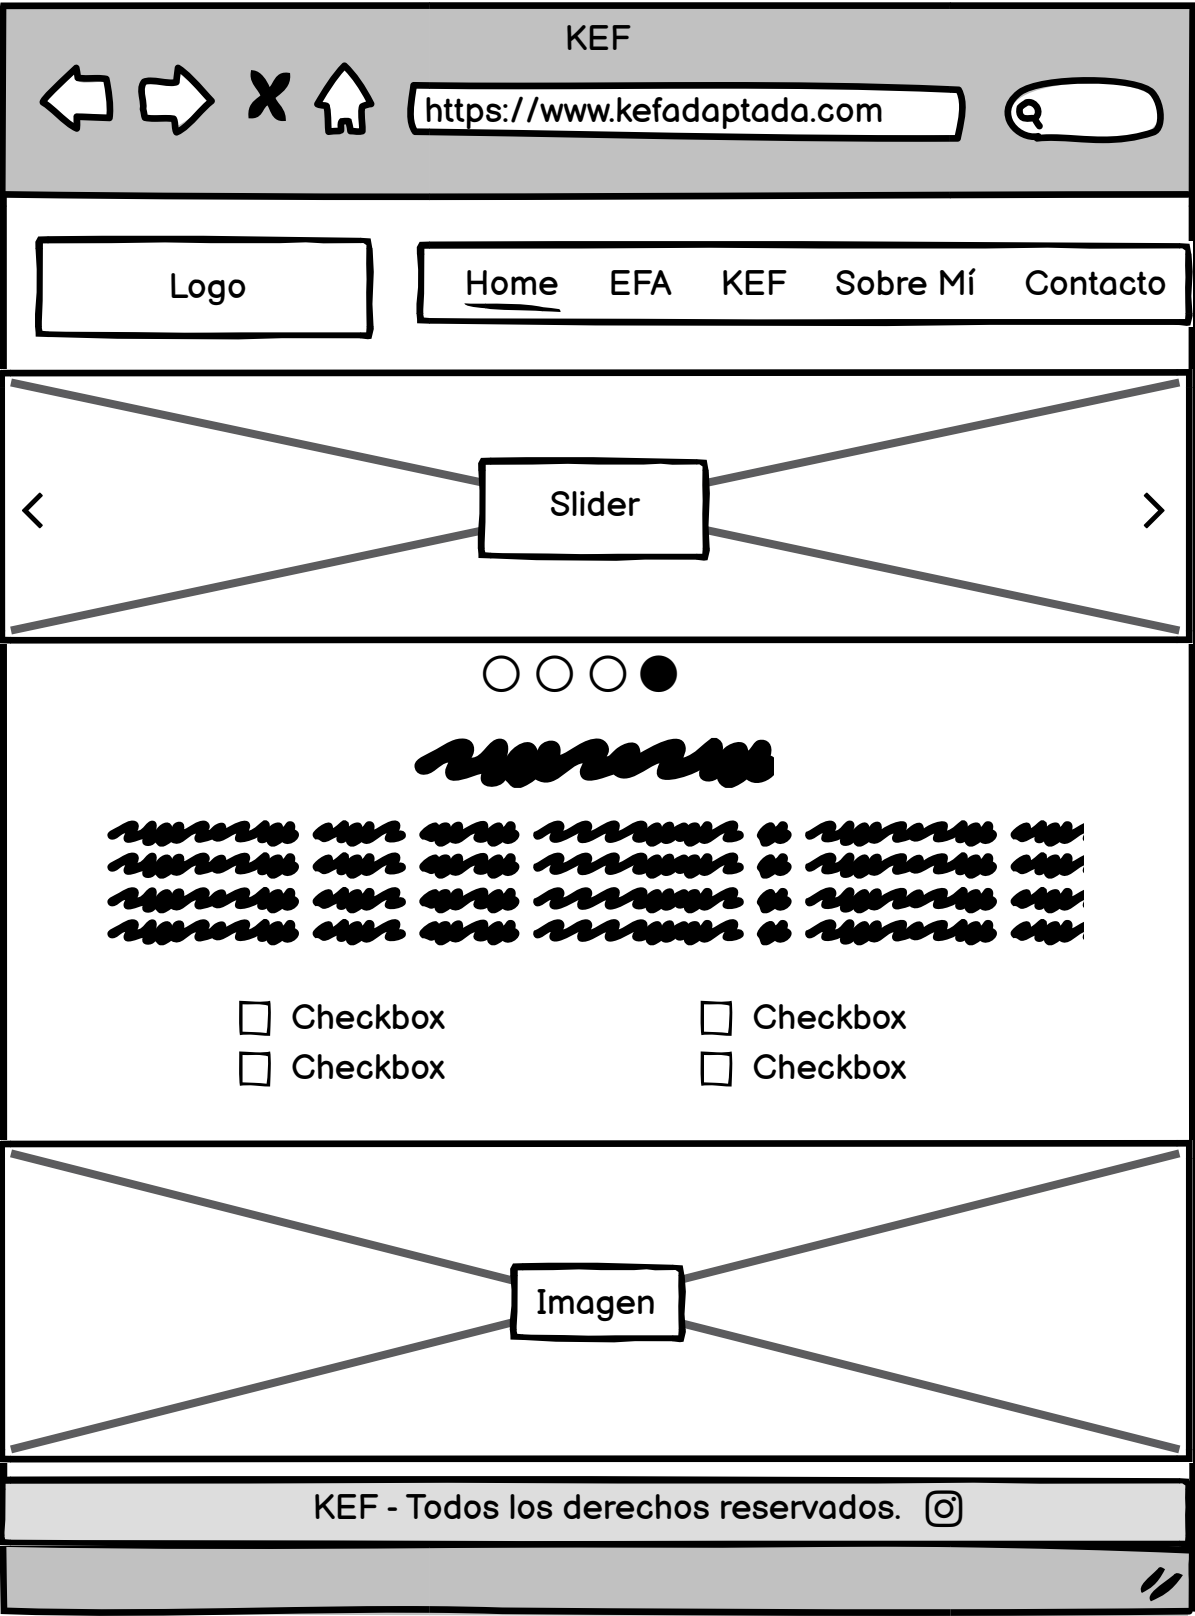 KEF
https://www.kefadaptada.com
Logo
Home EFA KEF Sobre Mí Contacto
Slider
Checkbox Checkbox
Checkbox Checkbox
Imagen
KEF - Todos los derechos reservados.